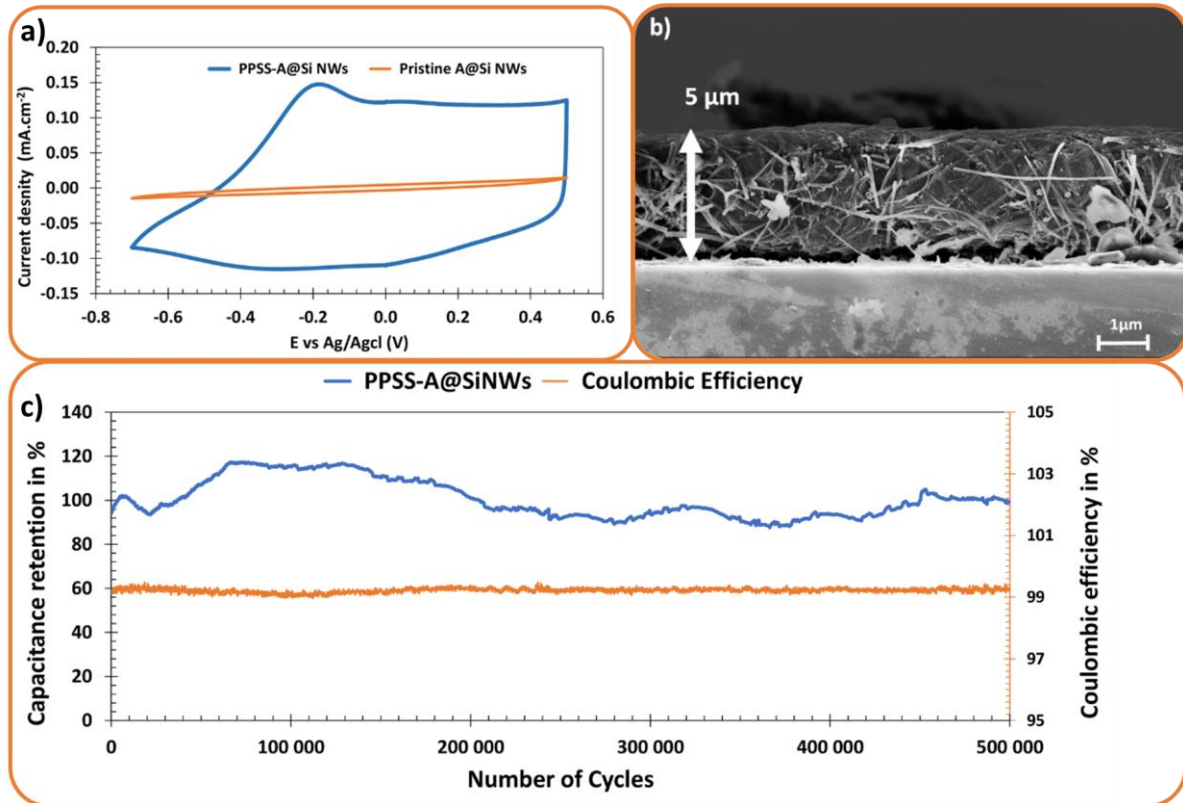 a)
0.20
0.15
0.10
0.05
0.00
-0.05
-0.10
-0.15
Current desnity (mA.cm⁻²)
PPSS-A@Si NWs
Pristine A@Si NWs
-0.8 -0.6 -0.4 -0.2 0.0 0.2 0.4 0.6
E vs Ag/Agcl (V)
b)
5 µm
1µm
c)
PPSS-A@SiNWs
Coulombic Efficiency
Capacitance retention in %
140
120
100
80
60
40
20
0
105
103
101
99
97
95
Coulombic efficiency in %
0 100 000 200 000 300 000 400 000 500 000
Number of Cycles